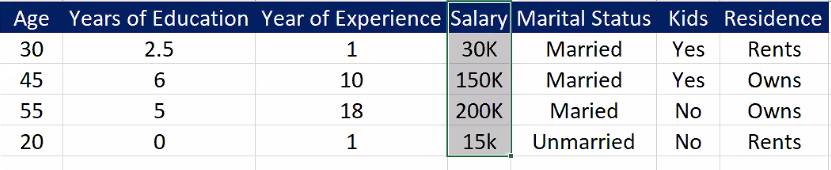 Age Years of Education Year of Experience Salary Marital Status Kids Residence
30 2.5 1 30K Married Yes Rents
45 6 10 150K Married Yes Owns
55 5 18 200K Maried No Owns
20 0 1 15k Unmarried No Rents